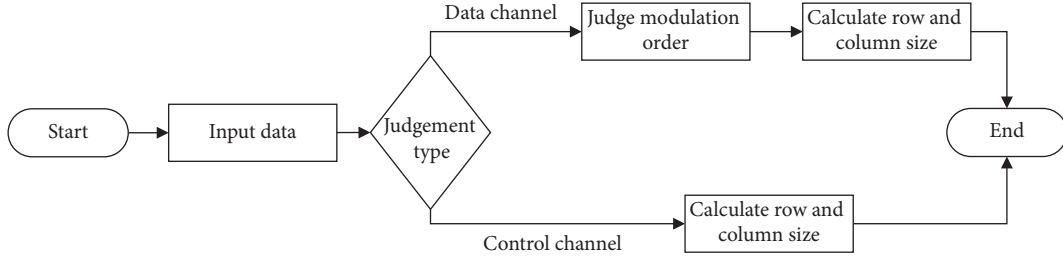 Start
Input data
Judgement
type
Data channel
Judge modulation
order
Calculate row and
column size
Control channel
Calculate row and
column size
End